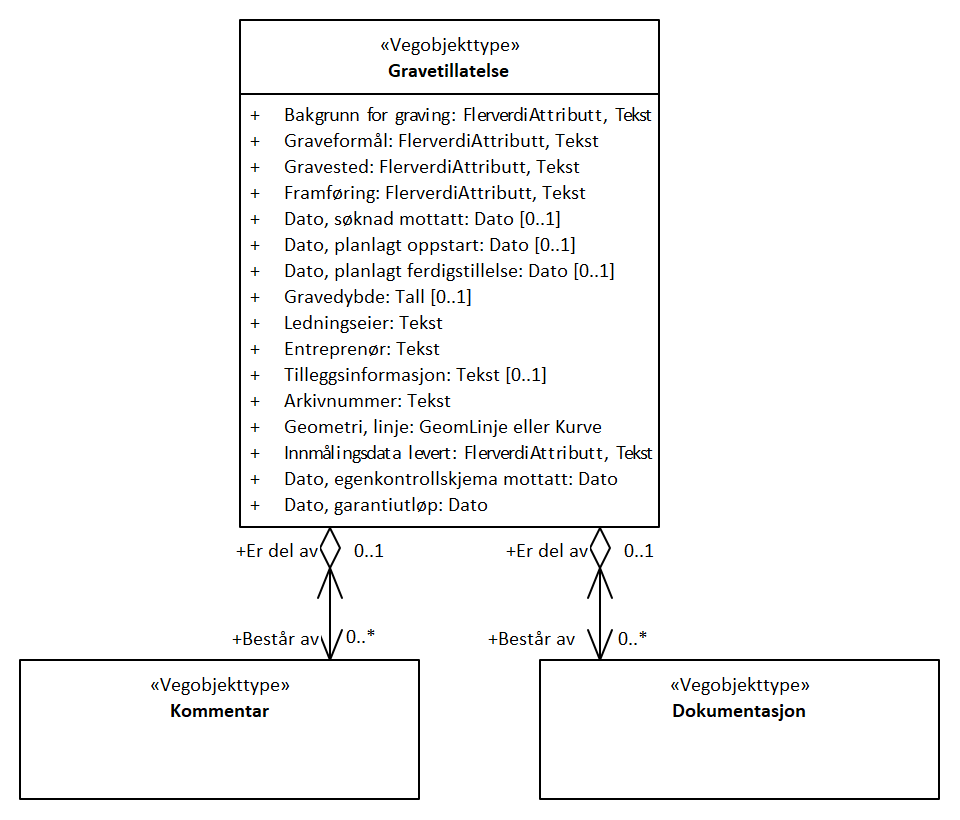 «Vegobjekttype»
Gravetillatelse
+ Bakgrunn for graving: FlerverdiAttributt, Tekst
+ Graveformål: FlerverdiAttributt, Tekst
+ Gravested: FlerverdiAttributt, Tekst
+ Framføring: FlerverdiAttributt, Tekst
+ Dato, søknad mottatt: Dato [0..1]
+ Dato, planlagt oppstart: Dato [0..1]
+ Dato, planlagt ferdigstillelse: Dato [0..1]
+ Gravedybde: Tall [0..1]
+ Ledningseier: Tekst
+ Entreprenør: Tekst
+ Tilleggsinformasjon: Tekst [0..1]
+ Arkivnummer: Tekst
+ Geometri, linje: GeomLinje eller Kurve
+ Innmålingsdata levert: FlerverdiAttributt, Tekst
+ Dato, egenkontrollskjema mottatt: Dato
+ Dato, garantiutløp: Dato
+Er del av 0..1 +Er del av 0..1
+Består av 0..* +Består av 0..*
«Vegobjekttype»
Kommentar
«Vegobjekttype»
Dokumentasjon